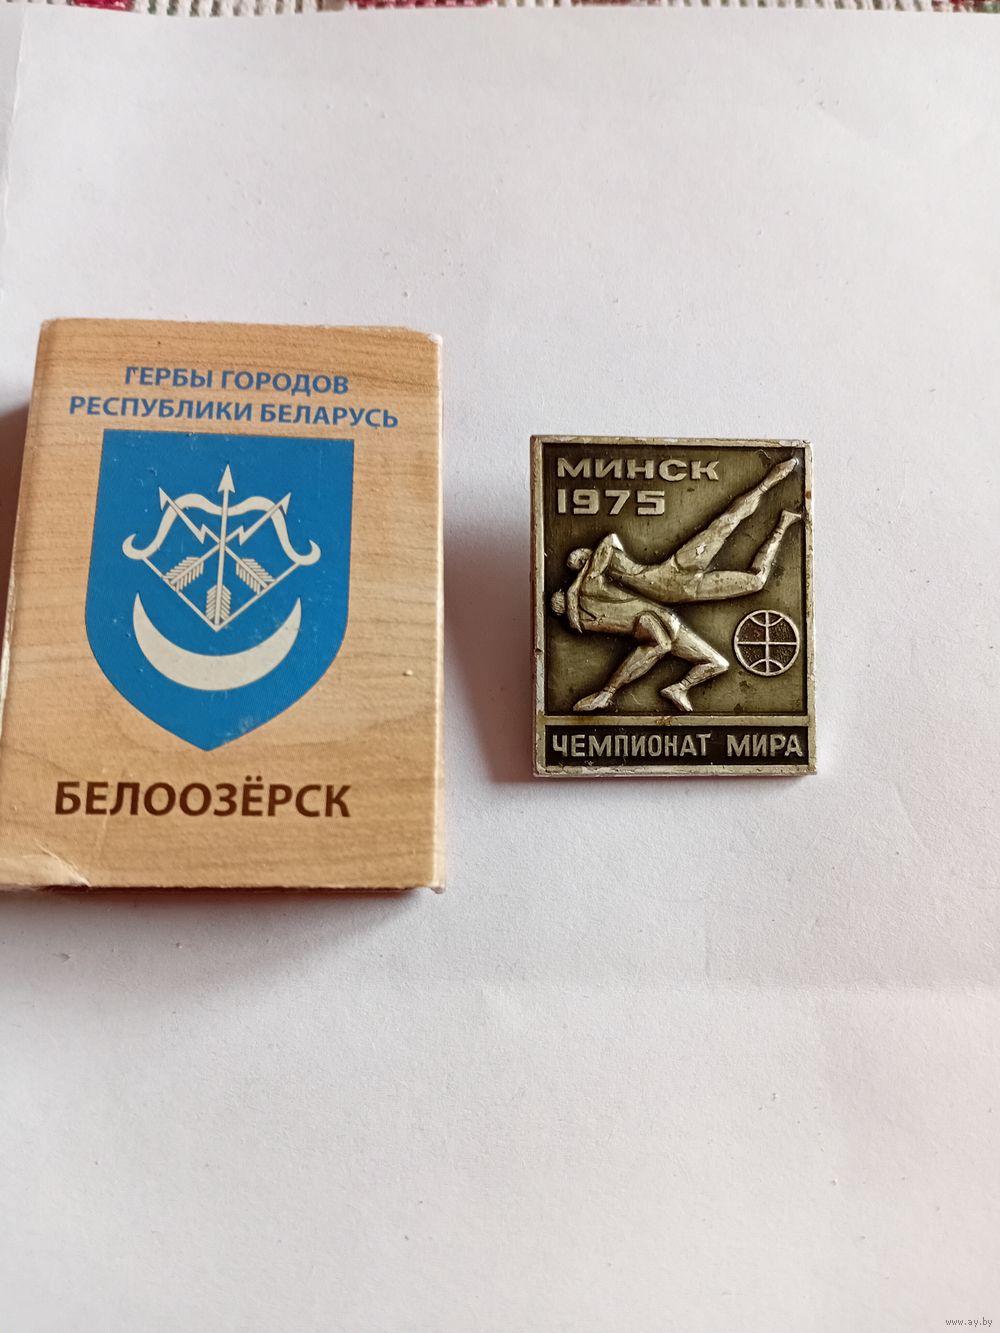 ГЕРБЫ ГОРОДОВ
РЕСПУБЛИКИ БЕЛАРУСЬ
БЕЛООЗЁРСК
МИНСК
1975
ЧЕМПИОНАТ МИРА
www.ay.by